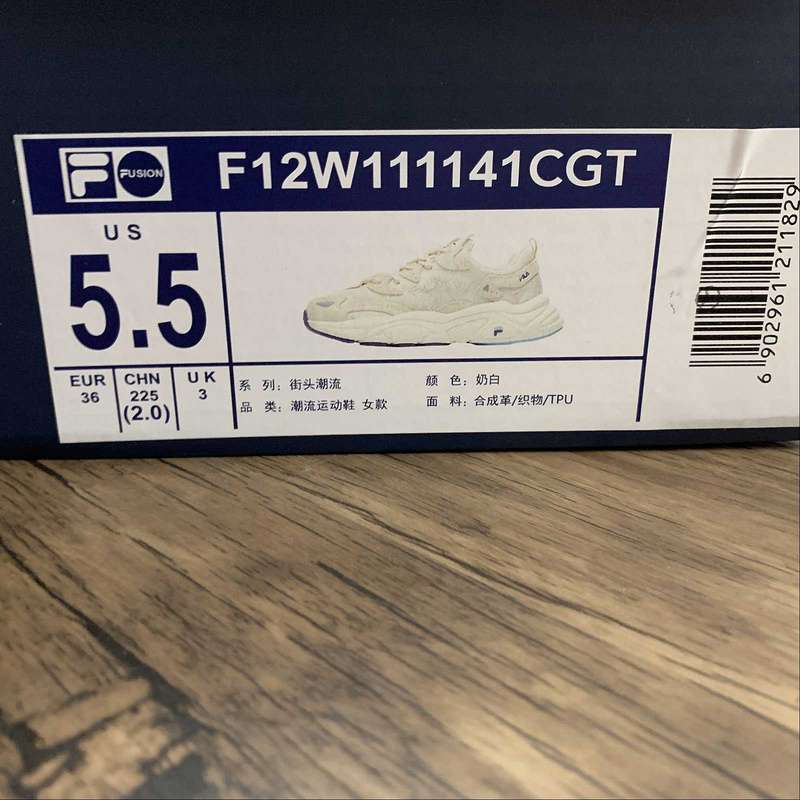 F FUSION F12W111141CGT
US
5.5
EUR
36
CHN
225
(2.0)
UK
3
FILA
系 列: 街头潮流
颜 色: 奶白
品 类: 潮流运动鞋 女款
面 料: 合成革/织物/TPU
6 902961 211829